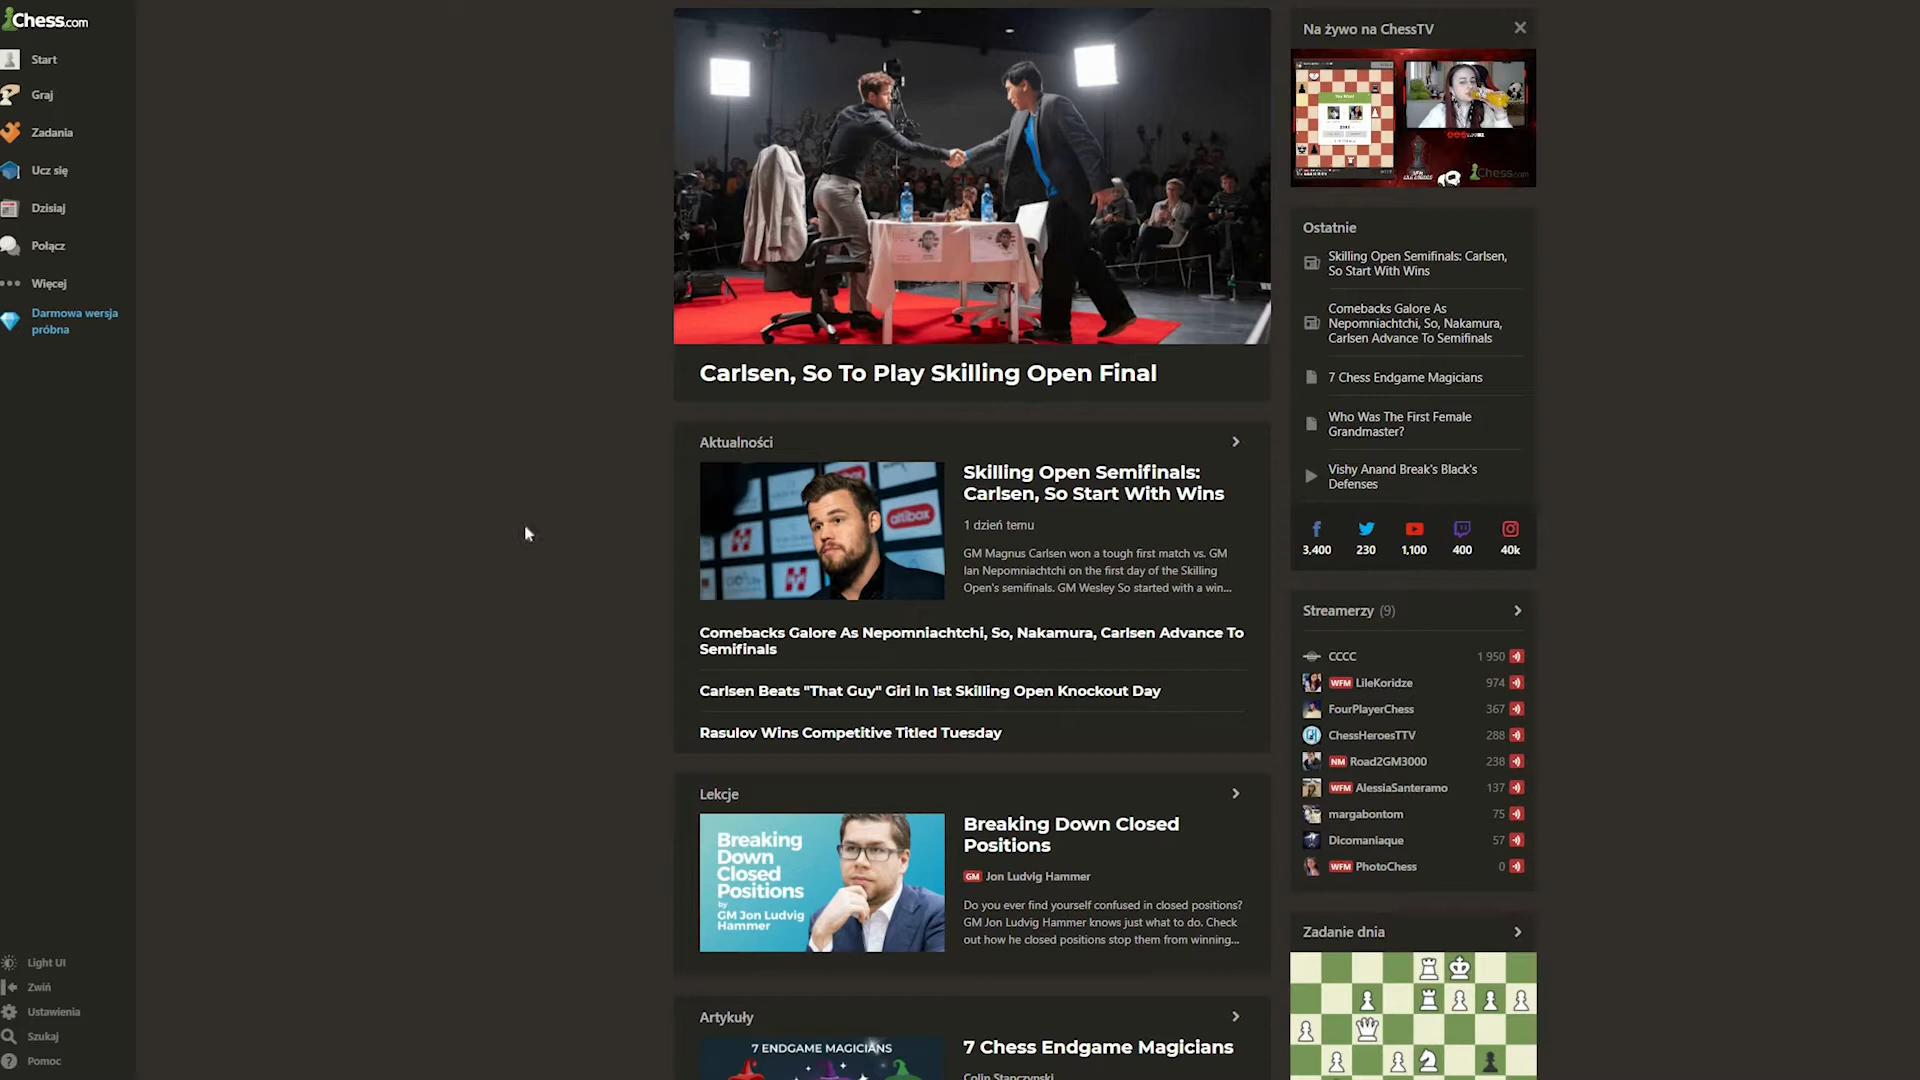 Chess.com
Start
Graj
Zadania
Ucz się
Dzisiaj
Połącz
Więcej
Darmowa wersja
próbna
Light UI
Zwiń
Ustawienia
Szukaj
Pomoc
Carlsen, So To Play Skilling Open Final
Aktualności
altibox
Skilling Open Semifinals:
Carlsen, So Start With Wins
1 dzień temu
GM Magnus Carlsen won a tough first match vs. GM
Ian Nepomniachtchi on the first day of the Skilling
Open's semifinals. GM Wesley So started with a win...
Comebacks Galore As Nepomniachtchi, So, Nakamura, Carlsen Advance To
Semifinals
Carlsen Beats "That Guy" Giri In 1st Skilling Open Knockout Day
Rasulov Wins Competitive Titled Tuesday
Lekcje
Breaking
Down
Closed
Positions
by
GM Jon Ludvig
Hammer
Breaking Down Closed
Positions
GM Jon Ludvig Hammer
Do you ever find yourself confused in closed positions?
GM Jon Ludvig Hammer knows just what to do. Check
out how he closed positions stop them from winning...
Artykuły
7 ENDGAME MAGICIANS
7 Chess Endgame Magicians
Colin Stapczynski
Na żywo na ChessTV
You Won!
Chess.com
Ostatnie
Skilling Open Semifinals: Carlsen,
So Start With Wins
Comebacks Galore As
Nepomniachtchi, So, Nakamura,
Carlsen Advance To Semifinals
7 Chess Endgame Magicians
Who Was The First Female
Grandmaster?
Vishy Anand Break's Black's
Defenses
3,400 230 1,100 400 40k
Streamerzy (9)
CCCC 1 950
WFM LileKoridze 974
FourPlayerChess 367
ChessHeroesTTV 288
NM Road2GM3000 238
WFM AlessiaSanteramo 137
margabontom 75
Dicomaniaque 57
WFM PhotoChess 0
Zadanie dnia